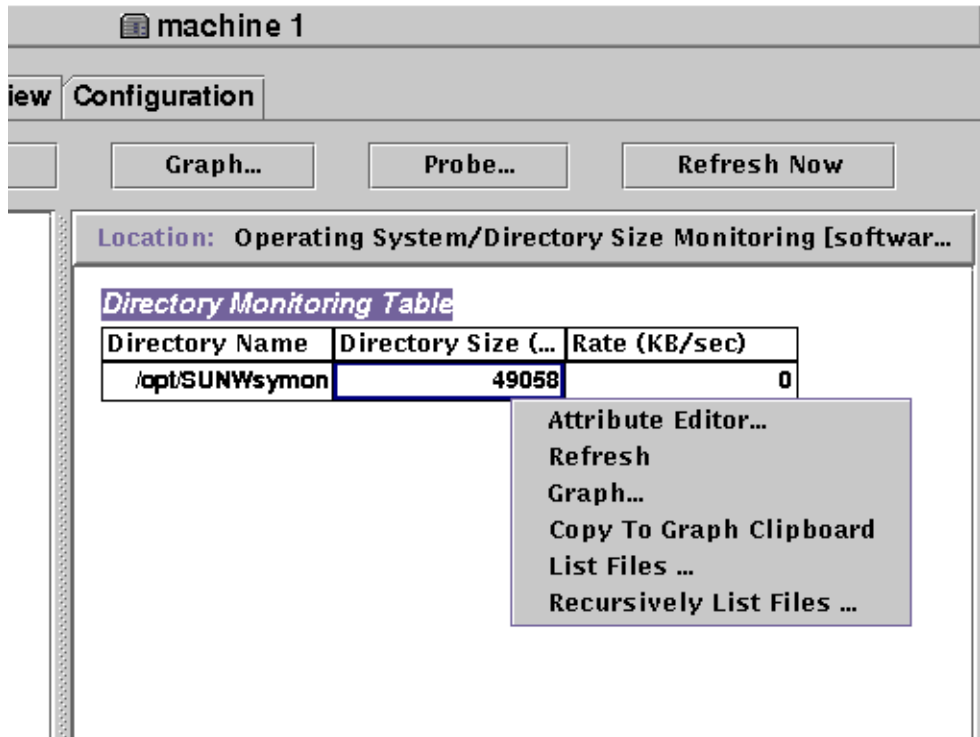 machine 1
iew Configuration
Graph... Probe... Refresh Now
Location: Operating System/Directory Size Monitoring [softwar...
Directory Monitoring Table
Directory Name Directory Size (... Rate (KB/sec)
/opt/SUNWsymon 49058 0
Attribute Editor...
Refresh
Graph...
Copy To Graph Clipboard
List Files ...
Recursively List Files ...